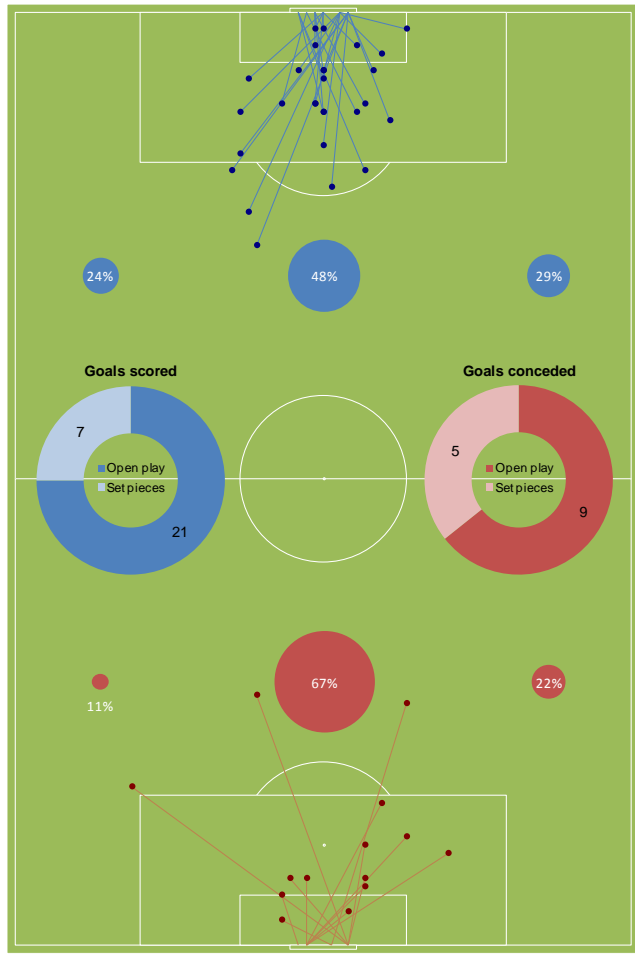 24%
48%
29%
Goals scored
Goals conceded
7
Open play
Set pieces
21
5
Open play
Set pieces
9
67%
22%
11%